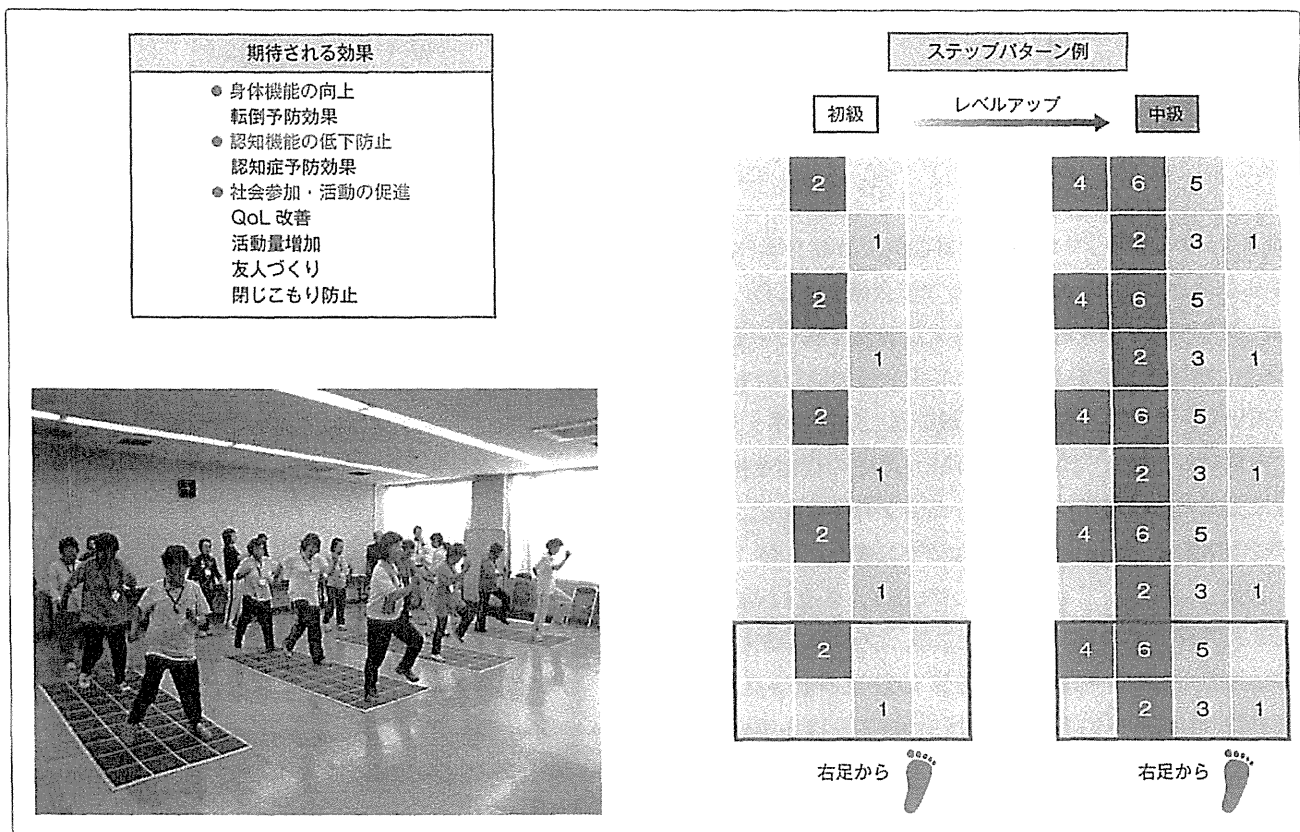 期待される効果
● 身体機能の向上
転倒予防効果
● 認知機能の低下防止
認知症予防効果
● 社会参加・活動の促進
QoL 改善
活動量増加
友人づくり
閉じこもり防止
ステップパターン例
初級
レベルアップ
中級
2
1
2
1
2
1
2
1
2
1
右足から
4 6 5
2 3 1
4 6 5
2 3 1
4 6 5
2 3 1
4 6 5
2 3 1
4 6 5
2 3 1
右足から